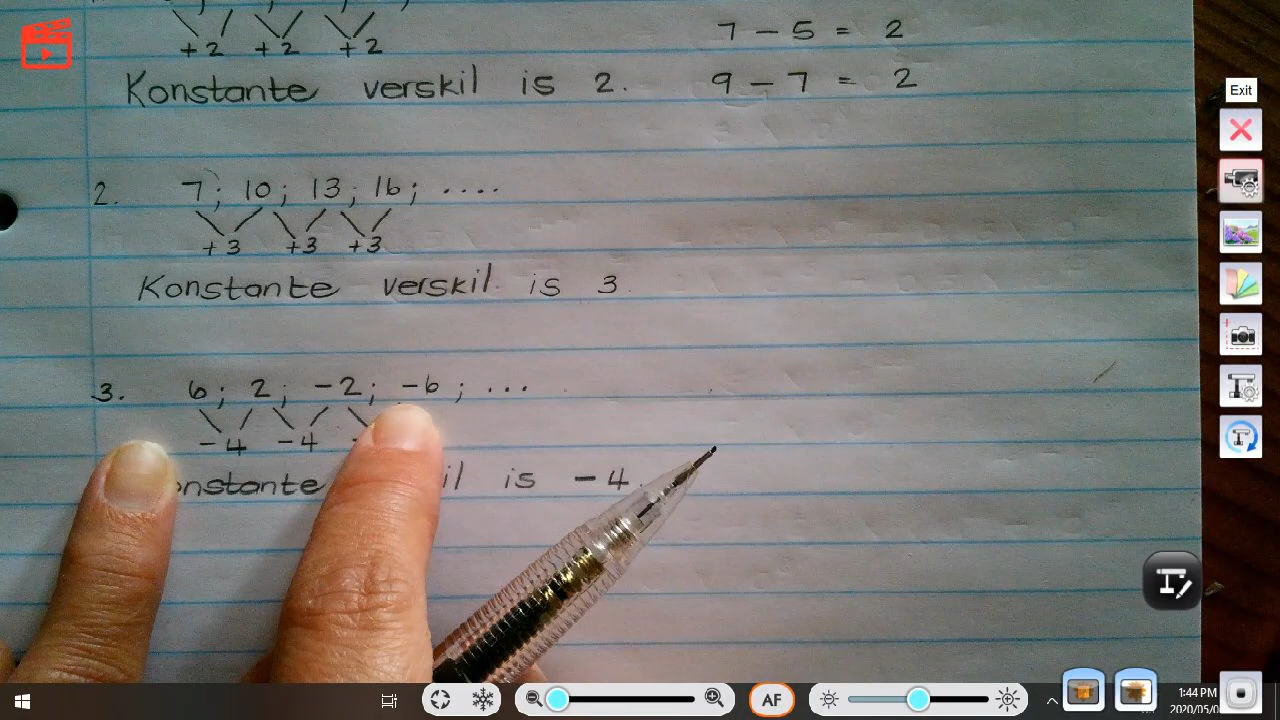 +2 +2 +2
7 - 5 = 2
Konstante verskil is 2. 9 - 7 = 2
2. 7; 10; 13; 16; ....
+3 +3 +3
Konstante verskil is 3.
3. 6; 2; -2; -6; ...
-4 -4
is -4.
Exit
AF
1:44 PM